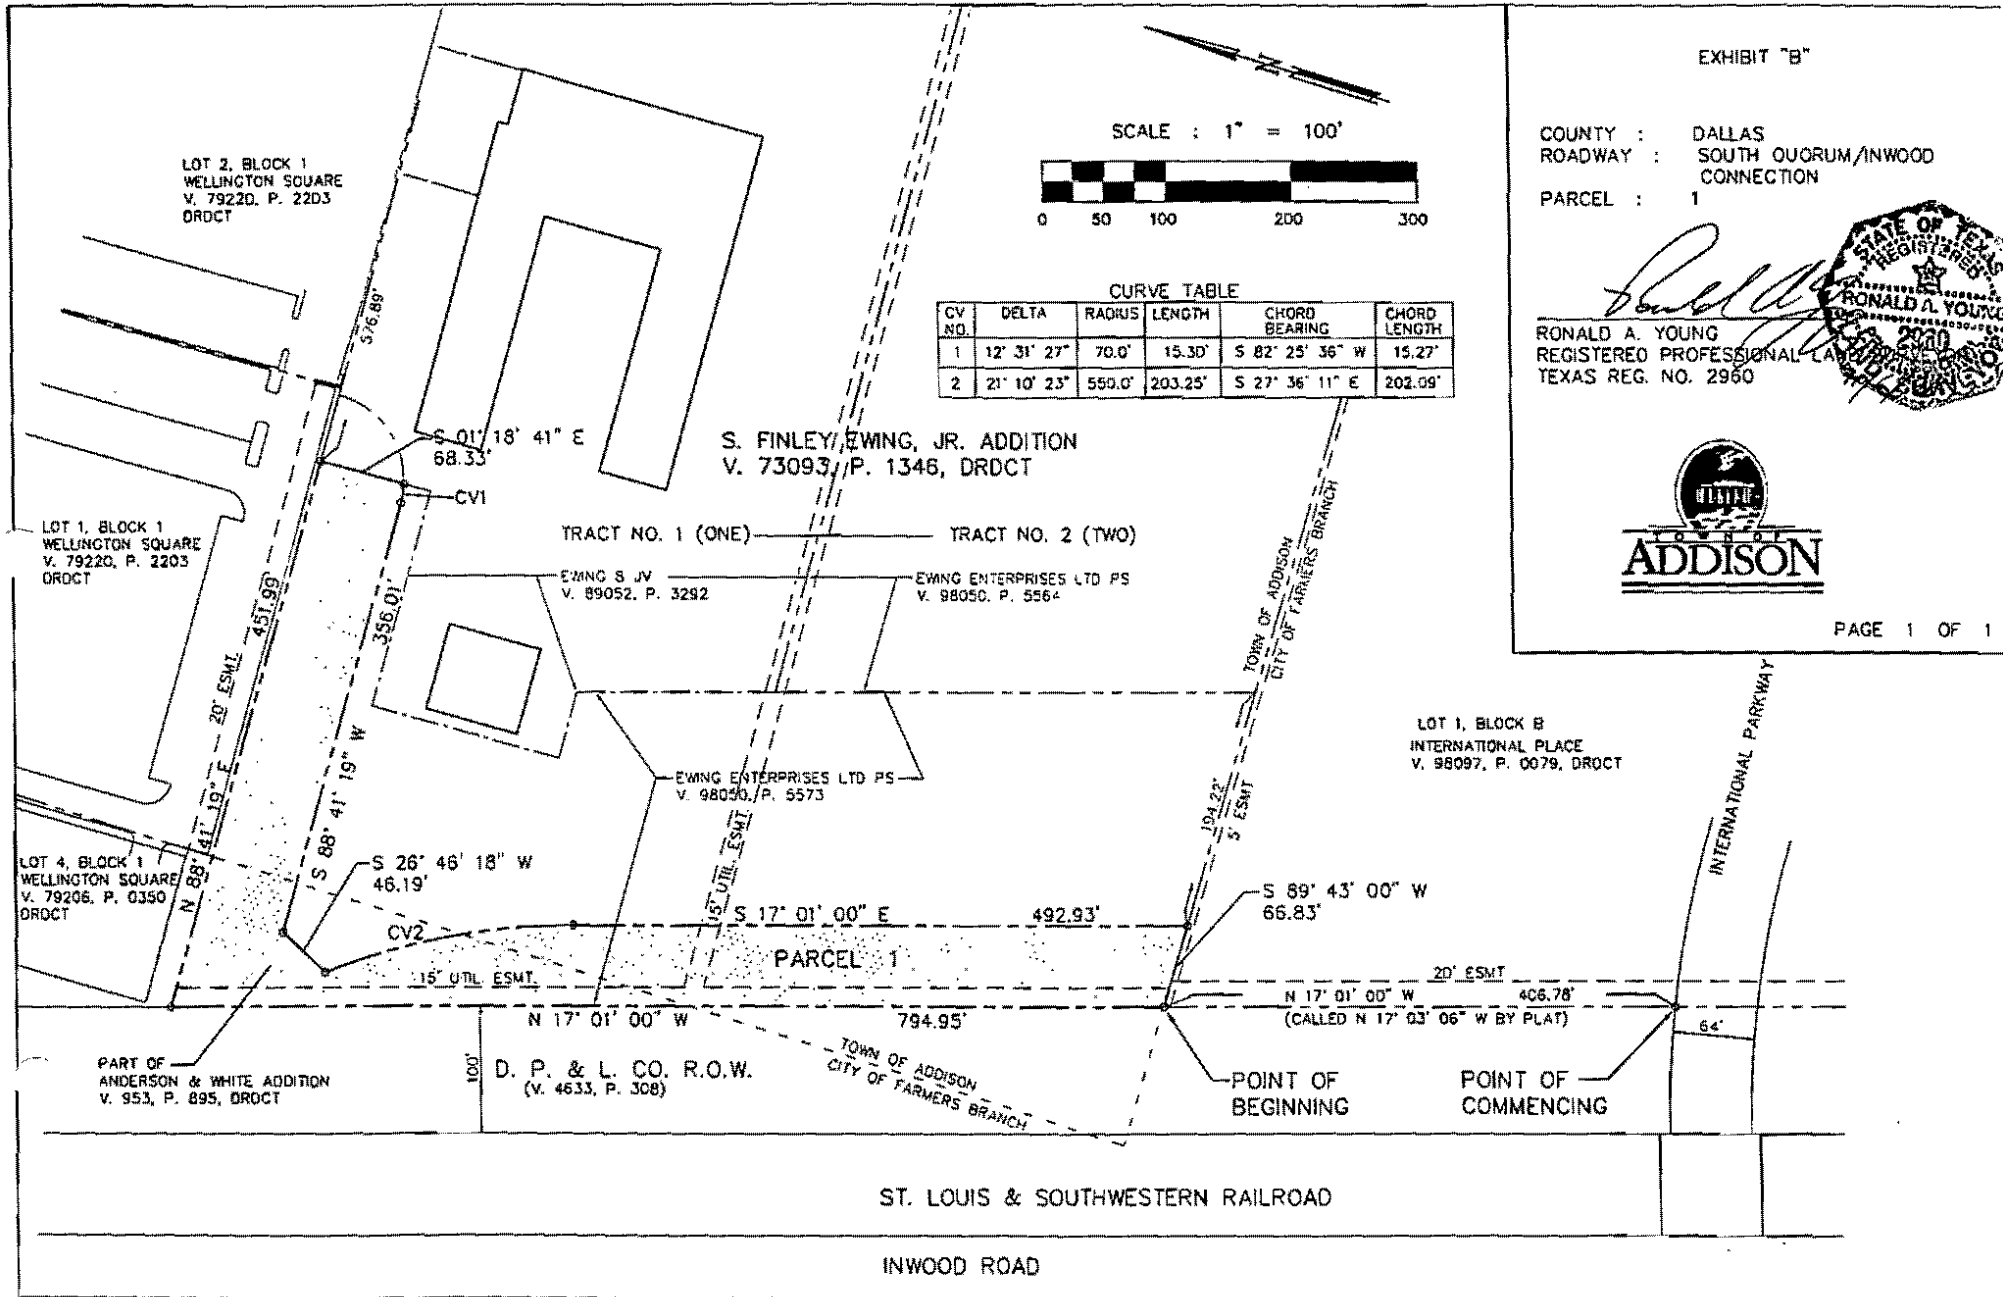 EXHIBIT "B"
COUNTY : DALLAS
ROADWAY : SOUTH QUORUM/INWOOD
CONNECTION
PARCEL : 1
STATE OF TEXAS
REGISTERED
RONALD A. YOUNG
2960
RONALD A. YOUNG
REGISTERED PROFESSIONAL LAND SURVEYOR
TEXAS REG. NO. 2960
TOWN OF
ADDISON
PAGE 1 OF 1
N
SCALE : 1" = 100'
0 50 100 200 300
CURVE TABLE
CV NO. DELTA RADIUS LENGTH CHORD BEARING CHORD LENGTH
1 12° 31' 27" 70.0' 15.30' S 82° 25' 36" W 15.27'
2 21° 10' 23" 550.0' 203.25' S 27° 36' 11" E 202.09'
LOT 2, BLOCK 1
WELLINGTON SQUARE
V. 79220, P. 2203
DRDCT
576.89'
S 01° 18' 41" E
68.33'
CV1
S. FINLEY EWING, JR. ADDITION
V. 73093, P. 1346, DRDCT
LOT 1, BLOCK 1
WELLINGTON SQUARE
V. 79220, P. 2203
DRDCT
TRACT NO. 1 (ONE)
TRACT NO. 2 (TWO)
EWING 8 JV
V. 89052, P. 3292
EWING ENTERPRISES LTD PS
V. 98050, P. 5564
451.99'
356.01'
20' ESMT
TOWN OF ADDISON
CITY OF FARMERS BRANCH
LOT 1, BLOCK B
INTERNATIONAL PLACE
V. 98097, P. 0079, DRDCT
INTERNATIONAL PARKWAY
EWING ENTERPRISES LTD PS
V. 98050, P. 5573
N 88° 41' 19" E
S 88° 41' 19" W
194.22'
5' ESMT
15' UTIL ESMT
LOT 4, BLOCK 1
WELLINGTON SQUARE
V. 79206, P. 0350
DRDCT
S 26° 46' 18" W
46.19'
CV2
S 17° 01' 00" E 492.93'
S 89° 43' 00" W
66.83'
PARCEL 1
15' UTIL ESMT.
20' ESMT
N 17° 01' 00" W 794.95'
N 17° 01' 00" W 406.78'
(CALLED N 17° 03' 06" W BY PLAT)
64'
PART OF
ANDERSON & WHITE ADDITION
V. 953, P. 895, DRDCT
100'
D. P. & L. CO. R.O.W.
(V. 4633, P. 308)
TOWN OF ADDISON
CITY OF FARMERS BRANCH
POINT OF
BEGINNING
POINT OF
COMMENCING
ST. LOUIS & SOUTHWESTERN RAILROAD
INWOOD ROAD